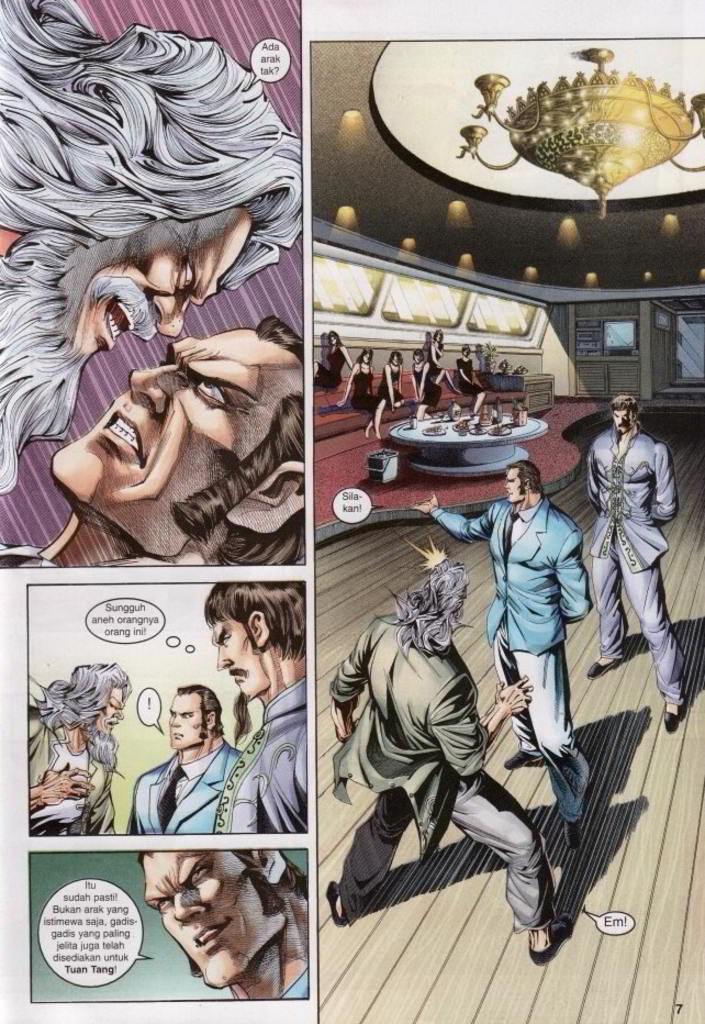 Ada
arak
tak?
Sungguh
aneh orangnya
orang ini!
!
Itu
sudah pasti!
Bukan arak yang
istimewa saja, gadis-
gadis yang paling
jelita juga telah
disediakan untuk
Tuan Tang!
Sila-
kan!
Em!
7